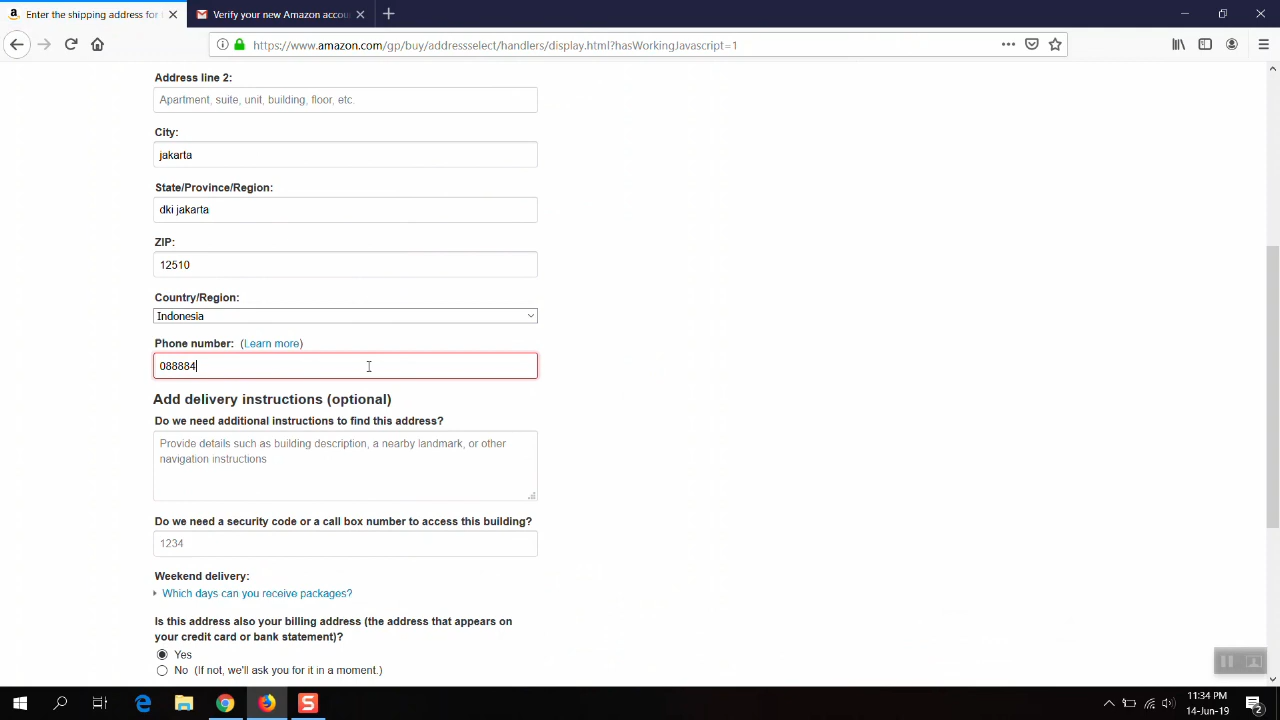 Enter the shipping address for
Verify your new Amazon accou
https://www.amazon.com/gp/buy/addressselect/handlers/display.html?hasWorkingJavascript=1
Address line 2:
Apartment, suite, unit, building, floor, etc.
City:
jakarta
State/Province/Region:
dki jakarta
ZIP:
12510
Country/Region:
Indonesia
Phone number: (Learn more)
088884
Add delivery instructions (optional)
Do we need additional instructions to find this address?
Provide details such as building description, a nearby landmark, or other
navigation instructions
Do we need a security code or a call box number to access this building?
1234
Weekend delivery:
Which days can you receive packages?
Is this address also your billing address (the address that appears on
your credit card or bank statement)?
Yes
No (If not, we'll ask you for it in a moment.)
11:34 PM
14-Jun-19
2